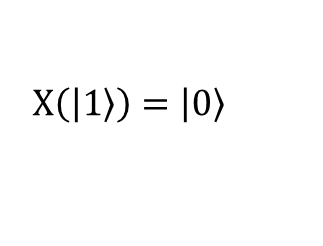 X(|1⟩) = |0⟩